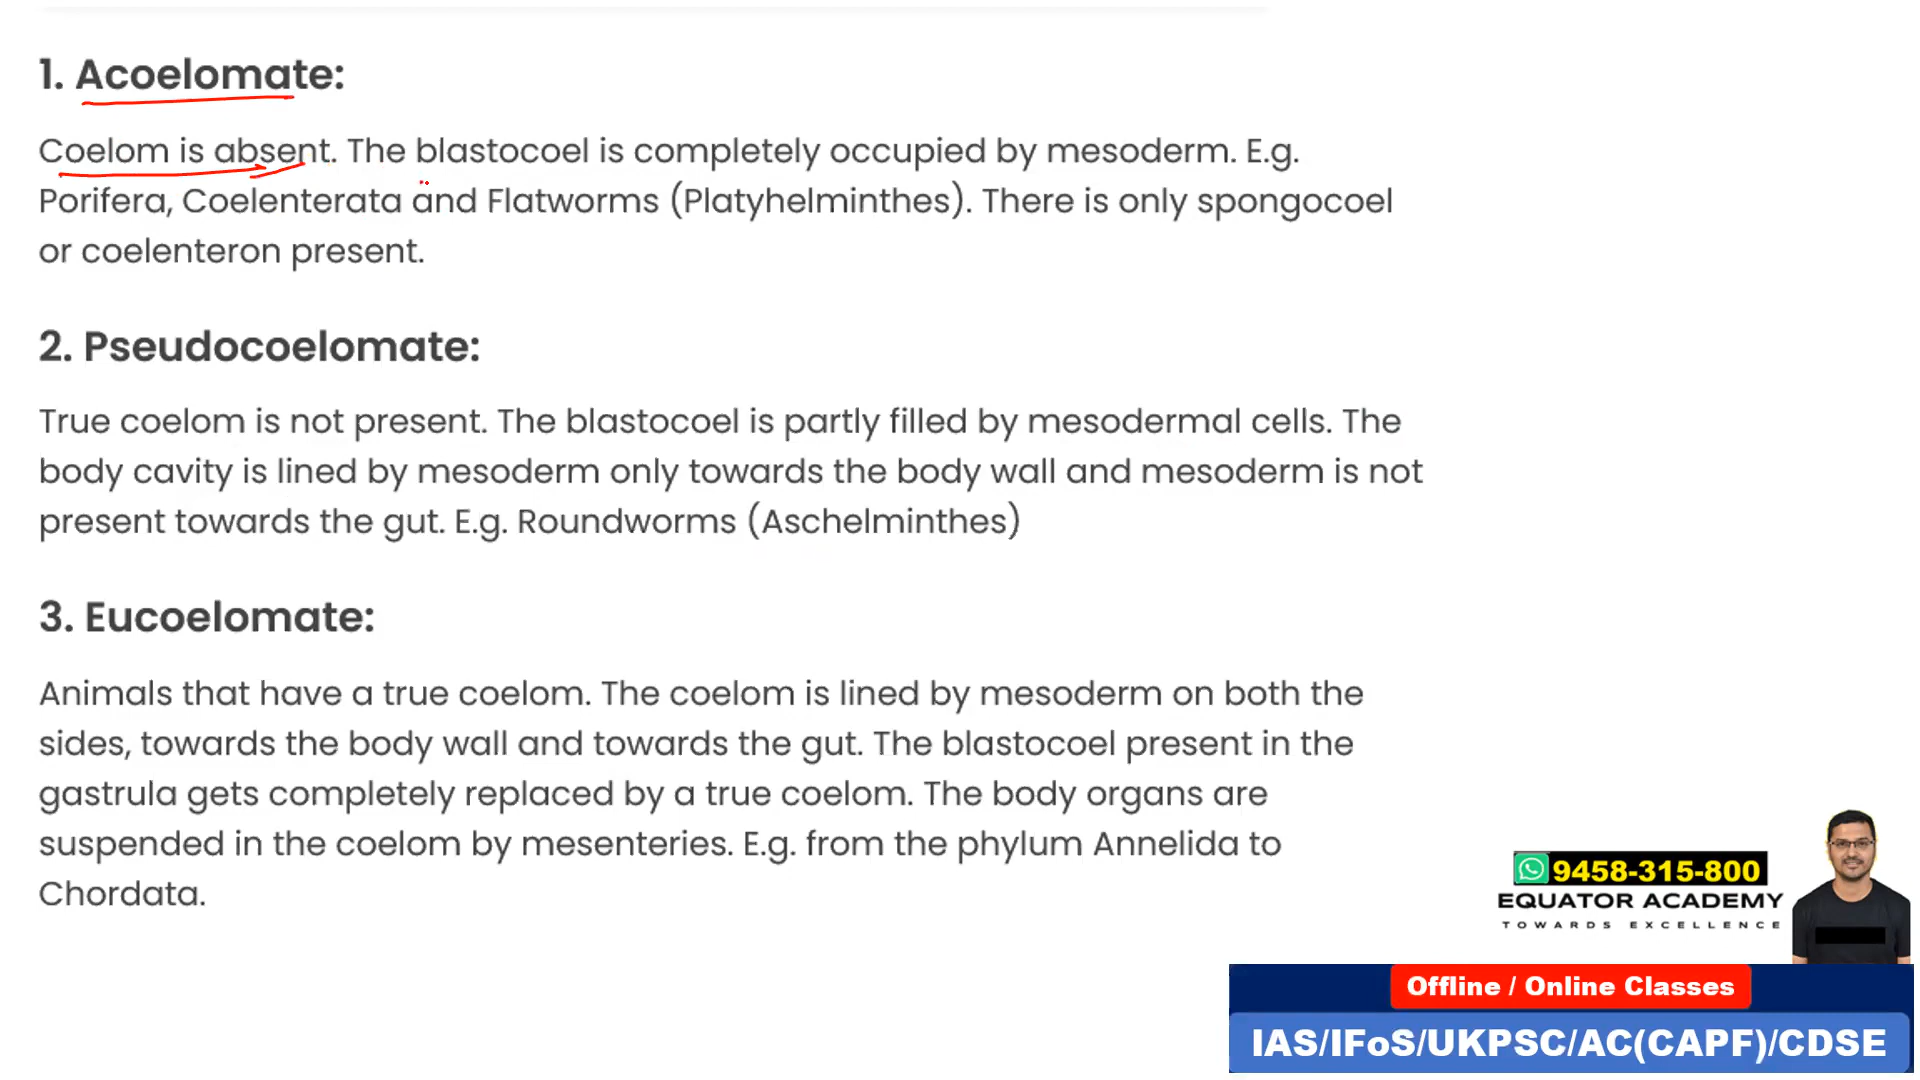 1. Acoelomate:
Coelom is absent. The blastocoel is completely occupied by mesoderm. E.g.
Porifera, Coelenterata and Flatworms (Platyhelminthes). There is only spongocoel
or coelenteron present.
2. Pseudocoelomate:
True coelom is not present. The blastocoel is partly filled by mesodermal cells. The
body cavity is lined by mesoderm only towards the body wall and mesoderm is not
present towards the gut. E.g. Roundworms (Aschelminthes)
3. Eucoelomate:
Animals that have a true coelom. The coelom is lined by mesoderm on both the
sides, towards the body wall and towards the gut. The blastocoel present in the
gastrula gets completely replaced by a true coelom. The body organs are
suspended in the coelom by mesenteries. E.g. from the phylum Annelida to
Chordata.
9458-315-800
EQUATOR ACADEMY
TOWARDS EXCELLENCE
Offline / Online Classes
IAS/IFoS/UKPSC/AC(CAPF)/CDSE